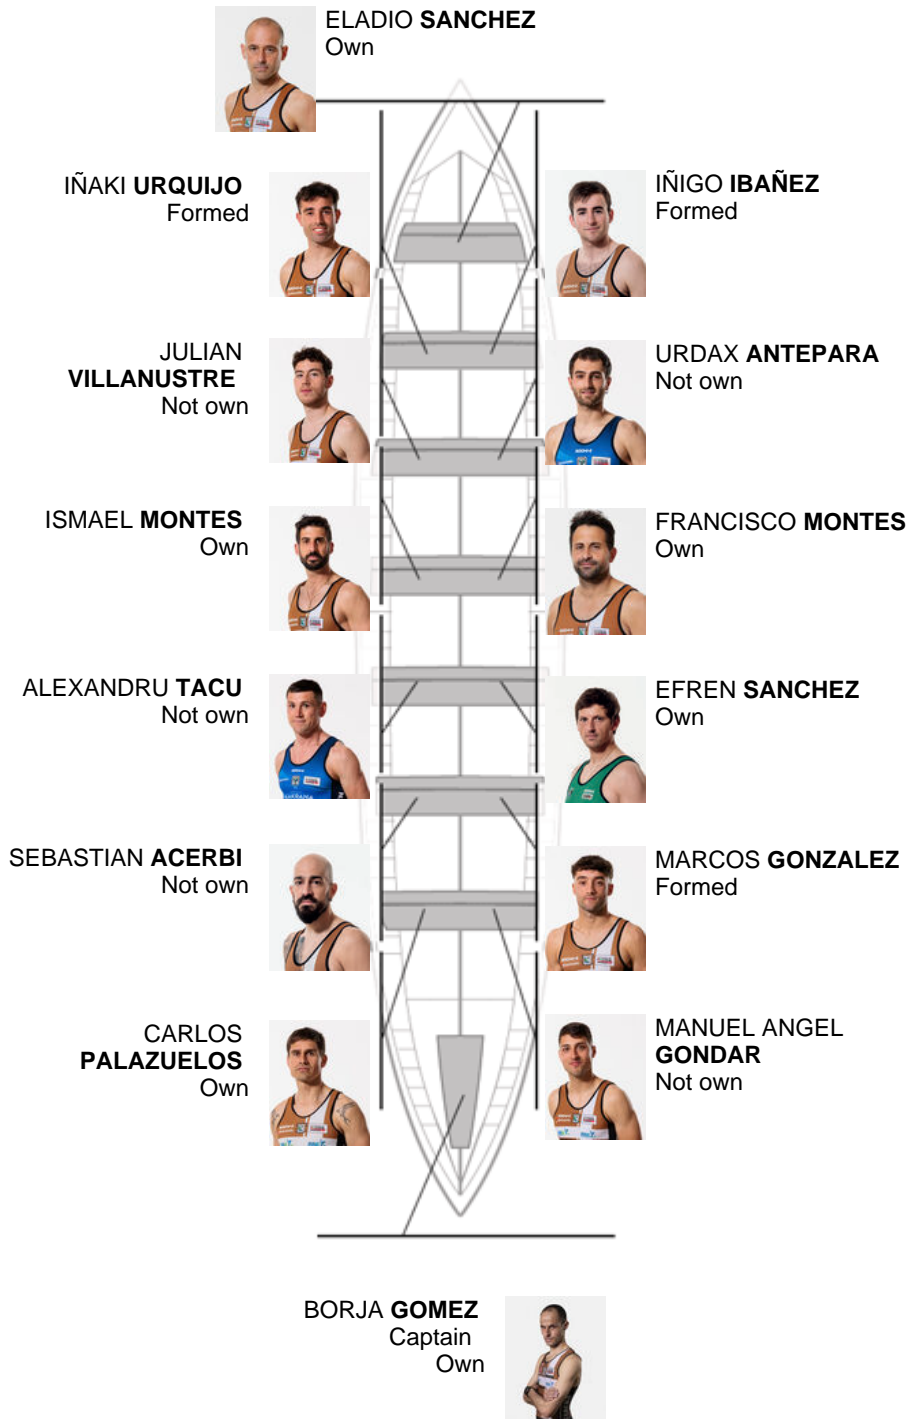 ELADIO SANCHEZ
Own
IÑAKI URQUIJO
Formed
IÑIGO IBAÑEZ
Formed
JULIAN
VILLANUSTRE
Not own
URDAX ANTEPARA
Not own
ISMAEL MONTES
Own
FRANCISCO MONTES
Own
ALEXANDRU TACU
Not own
EFREN SANCHEZ
Own
SEBASTIAN ACERBI
Not own
MARCOS GONZALEZ
Formed
CARLOS
PALAZUELOS
Own
MANUEL ANGEL
GONDAR
Not own
BORJA GOMEZ
Captain
Own